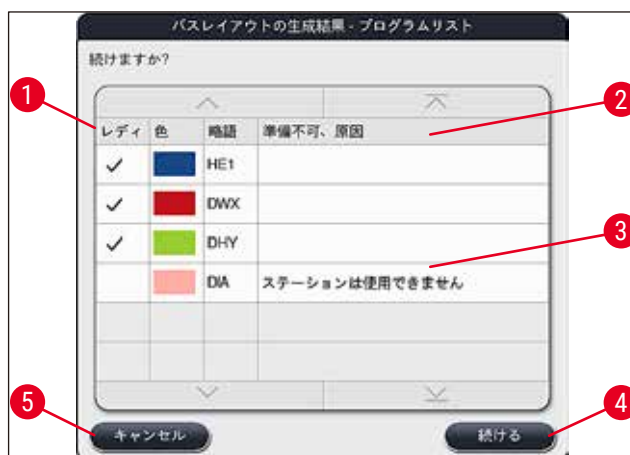 バスレイアウトの生成結果 - プログラムリスト
続けますか?
1
2
レディ 色 略語 準備不可、原因
HE1
DWX
3
DHY
DIA ステーションは使用できません
5
4
キャンセル 続ける